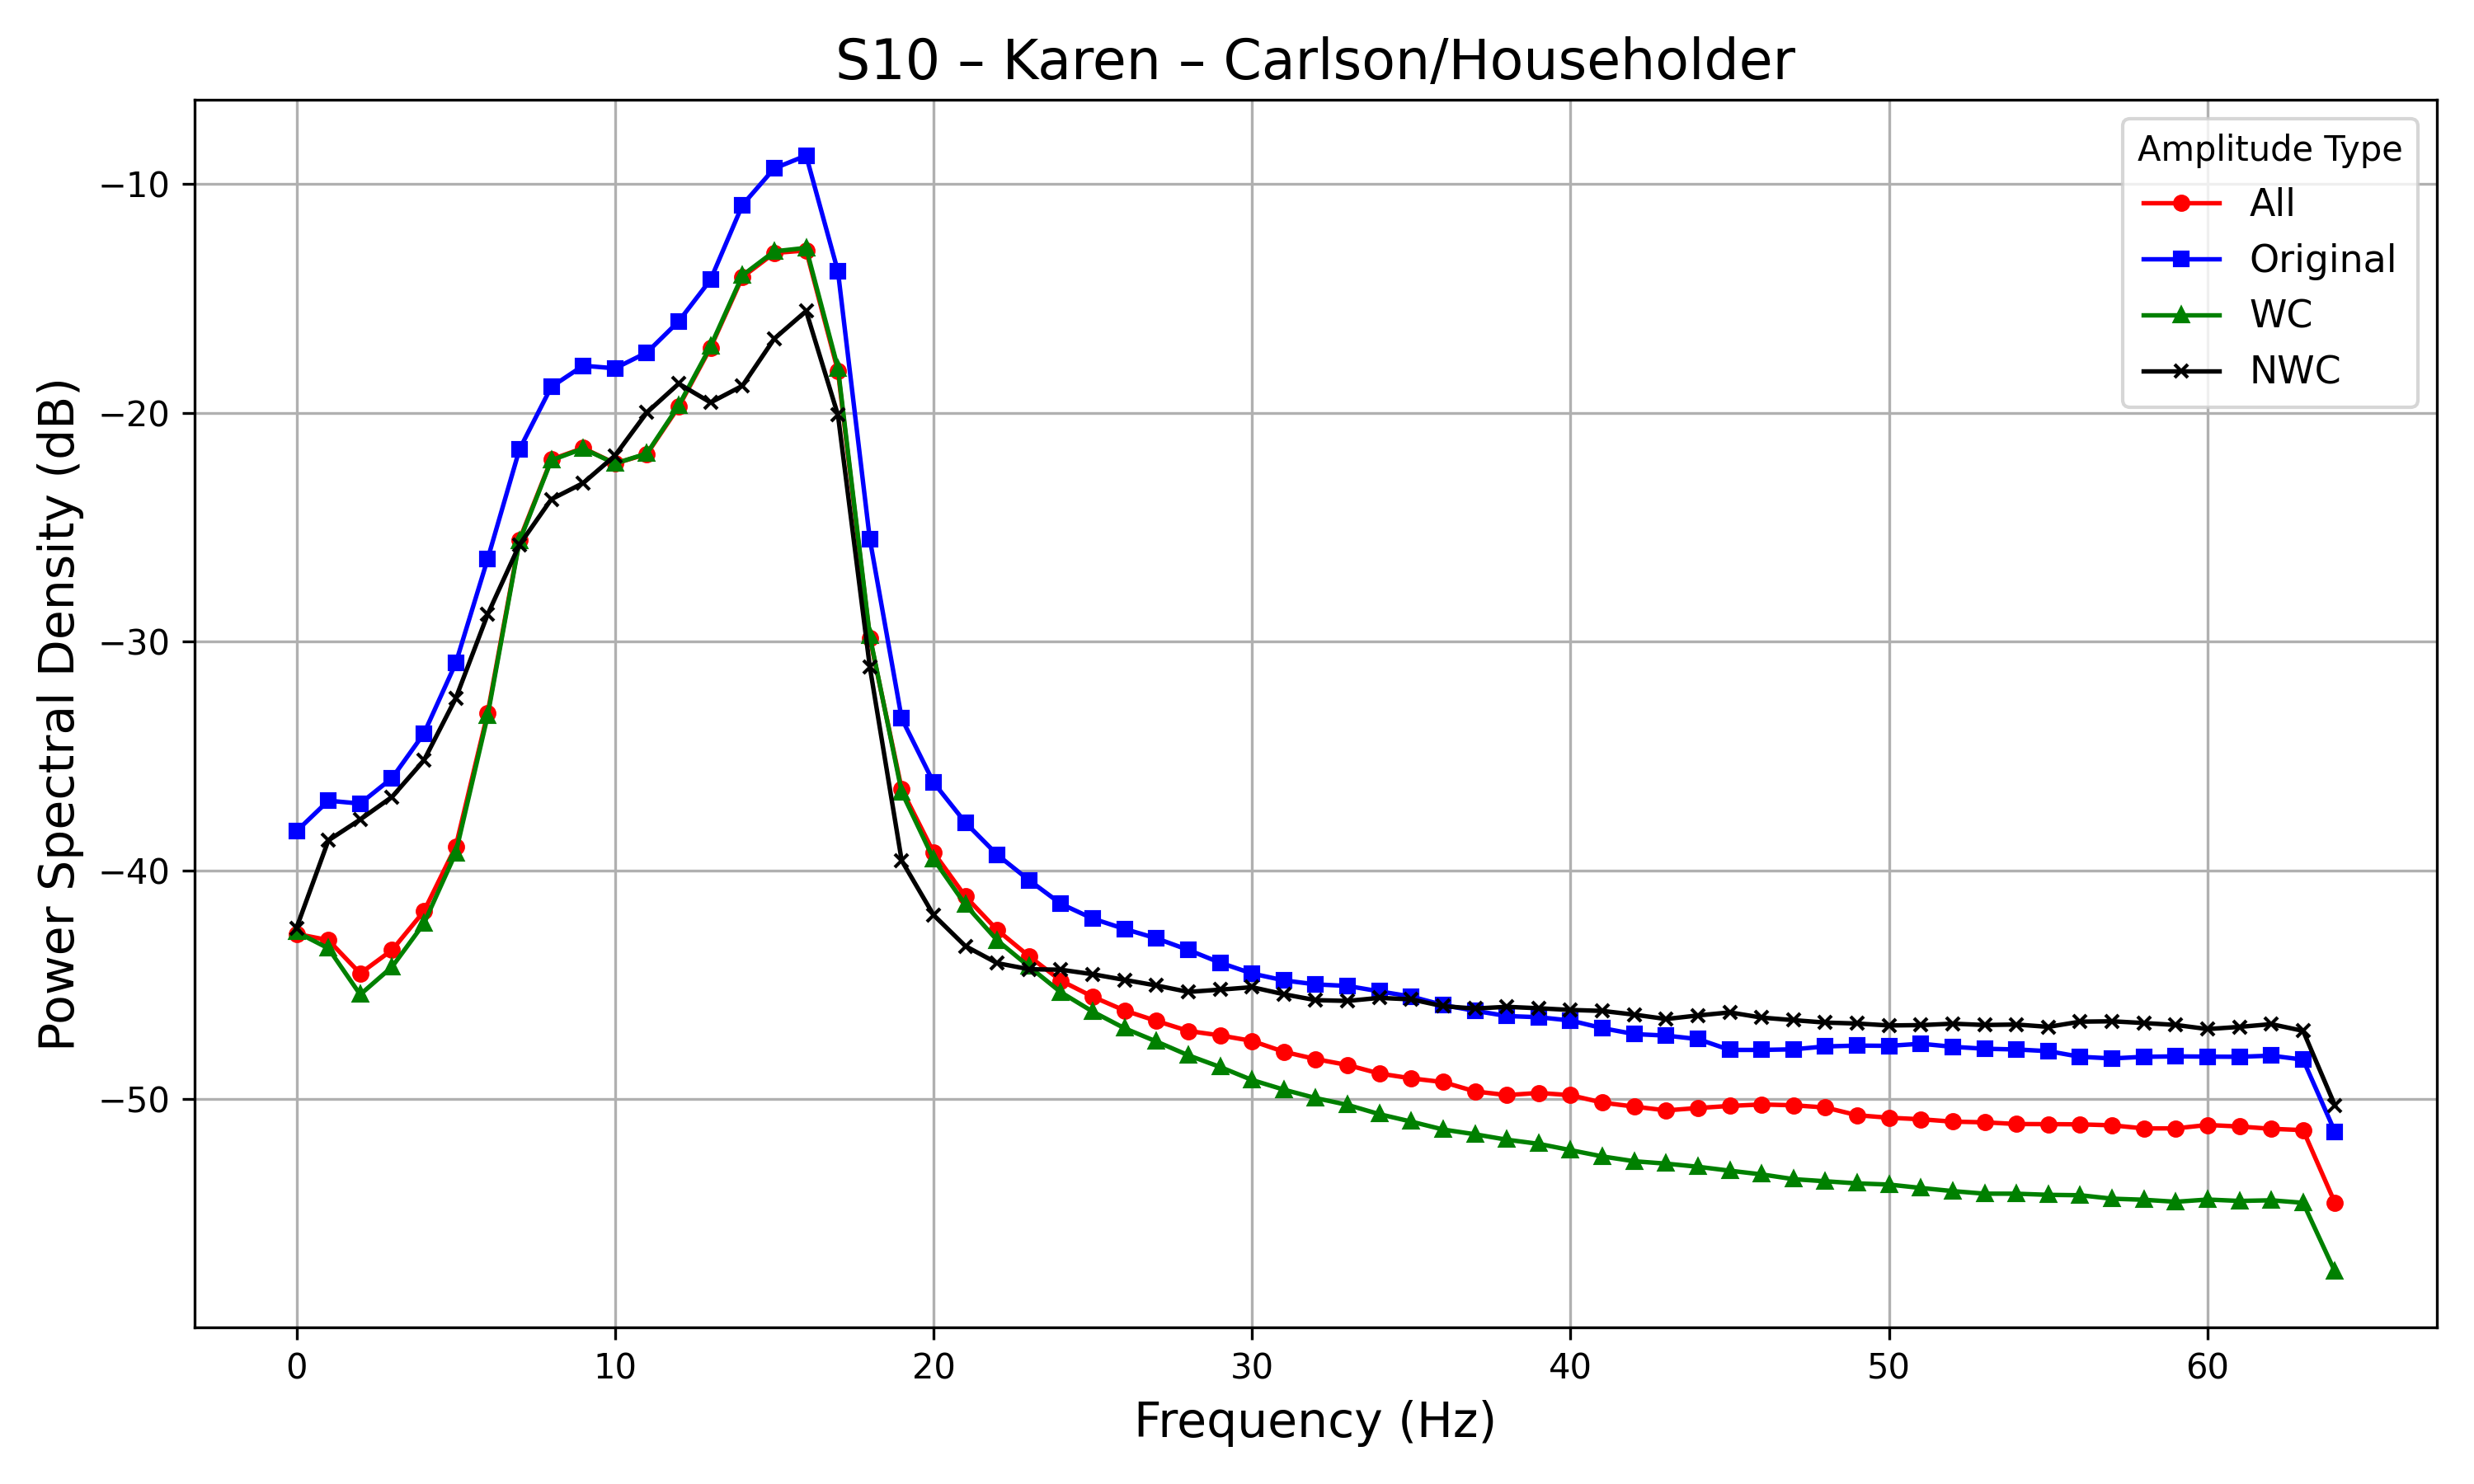 S10 – Karen – Carlson/Householder
Power Spectral Density (dB)
−10
−20
−30
−40
−50
0 10 20 30 40 50 60
Frequency (Hz)
Amplitude Type
All
Original
WC
NWC